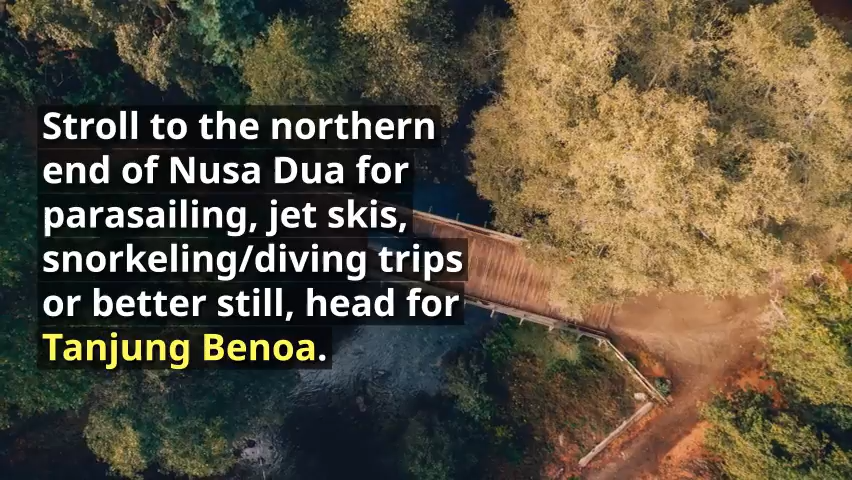 Stroll to the northern
end of Nusa Dua for
parasailing, jet skis,
snorkeling/diving trips
or better still, head for
Tanjung Benoa.